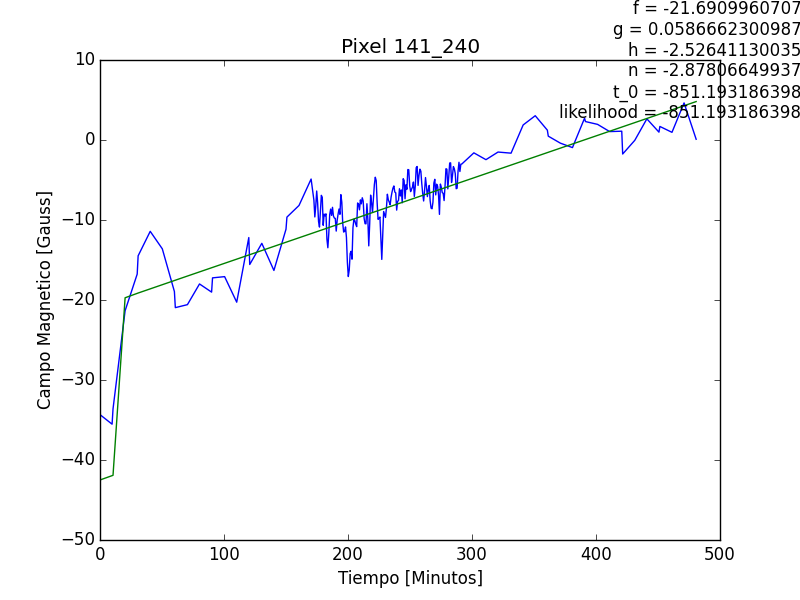 f = -21.6909960707
g = 0.0586662300987
h = -2.52641130035
n = -2.87806649937
t_0 = -851.193186398
likelihood = -851.193186398
Pixel 141_240
10
0
−10
−20
−30
−40
−50
Campo Magnetico [Gauss]
0 100 200 300 400 500
Tiempo [Minutos]